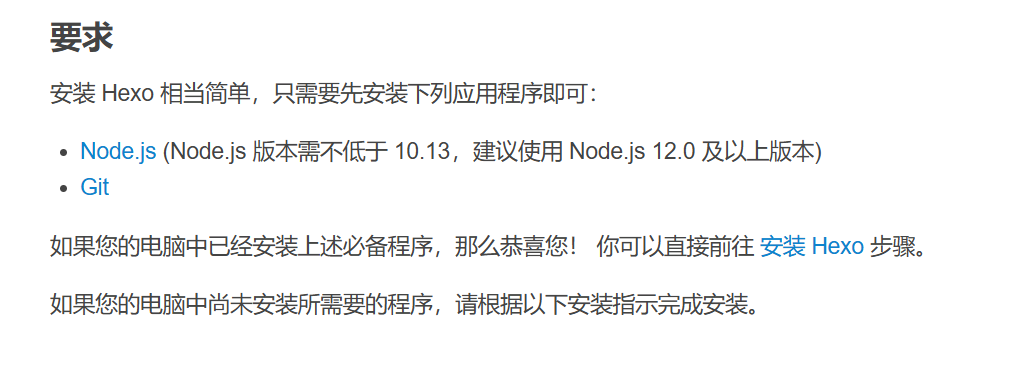 要求
安装 Hexo 相当简单，只需要先安装下列应用程序即可：
• Node.js (Node.js 版本需不低于 10.13，建议使用 Node.js 12.0 及以上版本)
• Git
如果您的电脑中已经安装上述必备程序，那么恭喜您！ 你可以直接前往 安装 Hexo 步骤。
如果您的电脑中尚未安装所需要的程序，请根据以下安装指示完成安装。